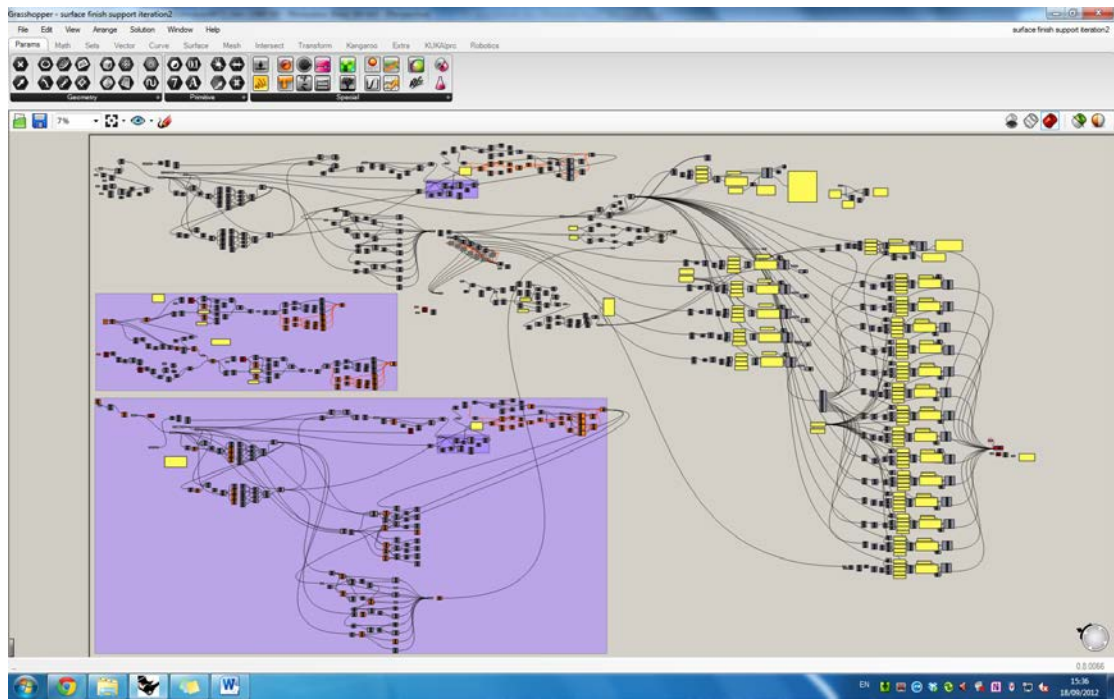 Grasshopper - surface finish support iteration2
File Edit View Arrange Solution Window Help
surface finish support iteration2
Params Math Sets Vector Curve Surface Mesh Intersect Transform Kangaroo Extra KUKA|prc Robotics
Geometry Primitive Special
7%
0.8.0066
EN
15:36
18/09/2012